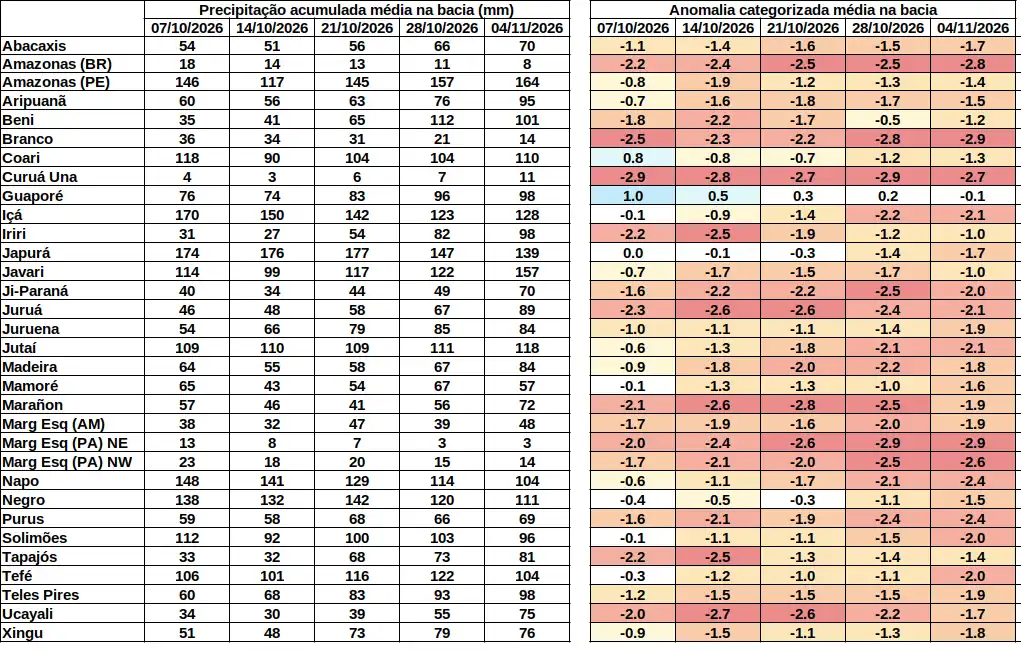 Precipitação acumulada média na bacia (mm) Anomalia categorizada média na bacia
07/10/2026 14/10/2026 21/10/2026 28/10/2026 04/11/2026 07/10/2026 14/10/2026 21/10/2026 28/10/2026 04/11/2026
Abacaxis 54 51 56 66 70 -1.1 -1.4 -1.6 -1.5 -1.7
Amazonas (BR) 18 14 13 11 8 -2.2 -2.4 -2.5 -2.5 -2.8
Amazonas (PE) 146 117 145 157 164 -0.8 -1.9 -1.2 -1.3 -1.4
Aripuanã 60 56 63 76 95 -0.7 -1.6 -1.8 -1.7 -1.5
Beni 35 41 65 112 101 -1.8 -2.2 -1.7 -0.5 -1.2
Branco 36 34 31 21 14 -2.5 -2.3 -2.2 -2.8 -2.9
Coari 118 90 104 104 110 0.8 -0.8 -0.7 -1.2 -1.3
Curuá Una 4 3 6 7 11 -2.9 -2.8 -2.7 -2.9 -2.7
Guaporé 76 74 83 96 98 1.0 0.5 0.3 0.2 -0.1
Içá 170 150 142 123 128 -0.1 -0.9 -1.4 -2.2 -2.1
Iriri 31 27 54 82 98 -2.2 -2.5 -1.9 -1.2 -1.0
Japurá 174 176 177 147 139 0.0 -0.1 -0.3 -1.4 -1.7
Javari 114 99 117 122 157 -0.7 -1.7 -1.5 -1.7 -1.0
Ji-Paraná 40 34 44 49 70 -1.6 -2.2 -2.2 -2.5 -2.0
Juruá 46 48 58 67 89 -2.3 -2.6 -2.6 -2.4 -2.1
Juruena 54 66 79 85 84 -1.0 -1.1 -1.1 -1.4 -1.9
Jutaí 109 110 109 111 118 -0.6 -1.3 -1.8 -2.1 -2.1
Madeira 64 55 58 67 84 -0.9 -1.8 -2.0 -2.2 -1.8
Mamoré 65 43 54 67 57 -0.1 -1.3 -1.3 -1.0 -1.6
Marañon 57 46 41 56 72 -2.1 -2.6 -2.8 -2.5 -1.9
Marg Esq (AM) 38 32 47 39 48 -1.7 -1.9 -1.6 -2.0 -1.9
Marg Esq (PA) NE 13 8 7 3 3 -2.0 -2.4 -2.6 -2.9 -2.9
Marg Esq (PA) NW 23 18 20 15 14 -1.7 -2.1 -2.0 -2.5 -2.6
Napo 148 141 129 114 104 -0.6 -1.1 -1.7 -2.1 -2.4
Negro 138 132 142 120 111 -0.4 -0.5 -0.3 -1.1 -1.5
Purus 59 58 68 66 69 -1.6 -2.1 -1.9 -2.4 -2.4
Solimões 112 92 100 103 96 -0.1 -1.1 -1.1 -1.5 -2.0
Tapajós 33 32 68 73 81 -2.2 -2.5 -1.3 -1.4 -1.4
Tefé 106 101 116 122 104 -0.3 -1.2 -1.0 -1.1 -2.0
Teles Pires 60 68 83 93 98 -1.2 -1.5 -1.5 -1.5 -1.9
Ucayali 34 30 39 55 75 -2.0 -2.7 -2.6 -2.2 -1.7
Xingu 51 48 73 79 76 -0.9 -1.5 -1.1 -1.3 -1.8